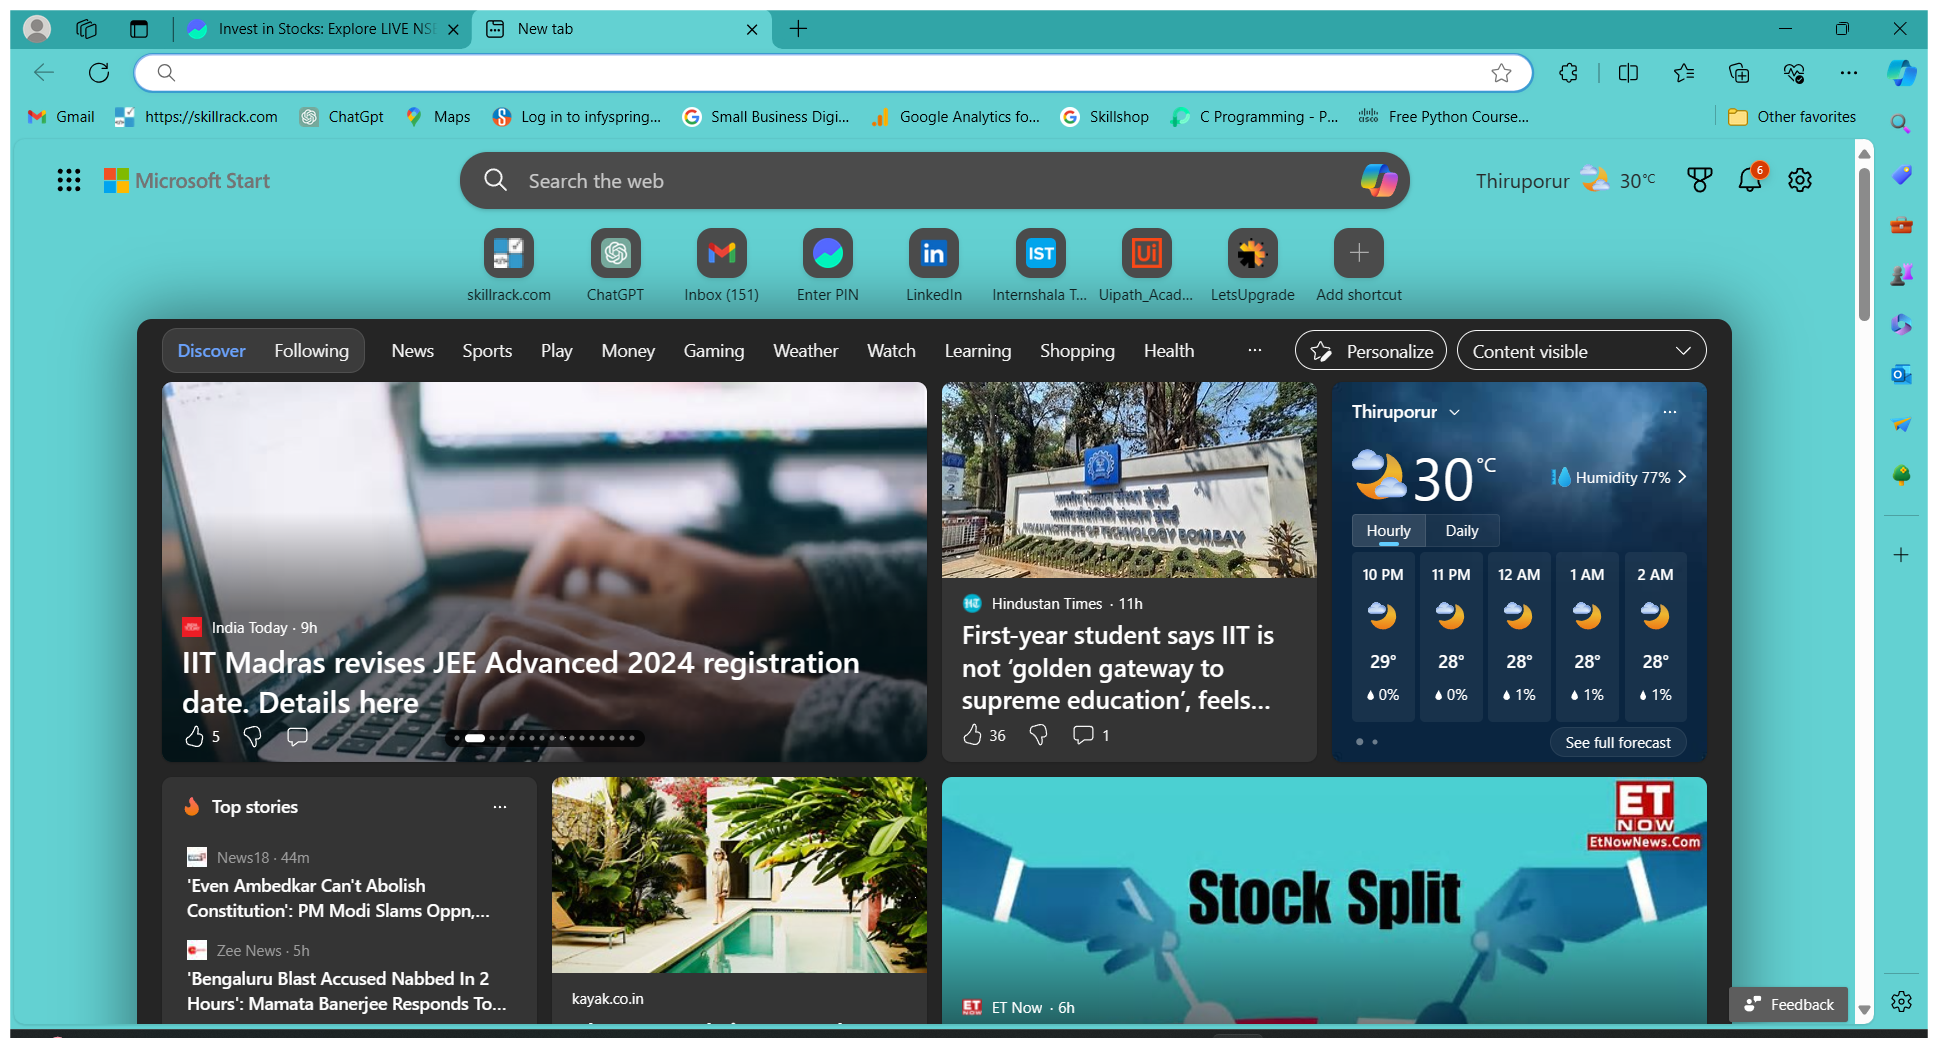 Invest in Stocks: Explore LIVE NSE
New tab
Gmail
https://skillrack.com
ChatGpt
Maps
Log in to infyspring...
Small Business Digi...
Google Analytics fo...
Skillshop
C Programming - P...
Free Python Course...
Other favorites
Microsoft Start
Search the web
Thiruporur
30°C
6
skillrack.com
ChatGPT
Inbox (151)
Enter PIN
LinkedIn
IST
Internshala T...
Ui
Uipath_Acad...
LetsUpgrade
Add shortcut
Discover
Following
News
Sports
Play
Money
Gaming
Weather
Watch
Learning
Shopping
Health
Personalize
Content visible
India Today · 9h
IIT Madras revises JEE Advanced 2024 registration
date. Details here
5
INDIAN INSTITUTE OF TECHNOLOGY BOMBAY
Hindustan Times · 11h
First-year student says IIT is
not ‘golden gateway to
supreme education’, feels...
36
1
Thiruporur
30°C
Humidity 77%
Hourly
Daily
10 PM 11 PM 12 AM 1 AM 2 AM
29° 28° 28° 28° 28°
0% 0% 1% 1% 1%
See full forecast
Top stories
News18 · 44m
'Even Ambedkar Can't Abolish
Constitution': PM Modi Slams Oppn,...
Zee News · 5h
'Bengaluru Blast Accused Nabbed In 2
Hours': Mamata Banerjee Responds To...
kayak.co.in
ET
NOW
EtNowNews.Com
Stock Split
ET Now · 6h
Feedback